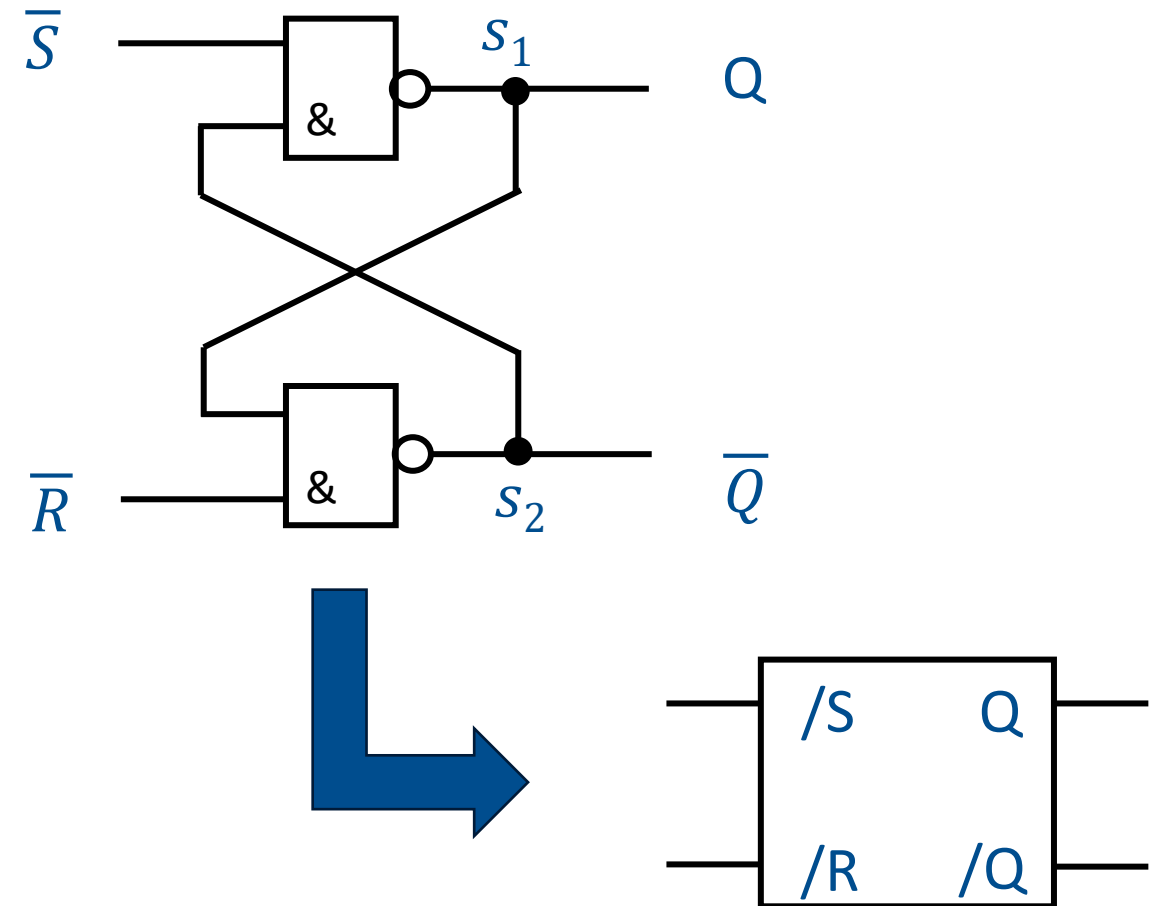 S̅ s₁ Q
&
&
R̅ s₂ Q̅
/S Q
/R /Q